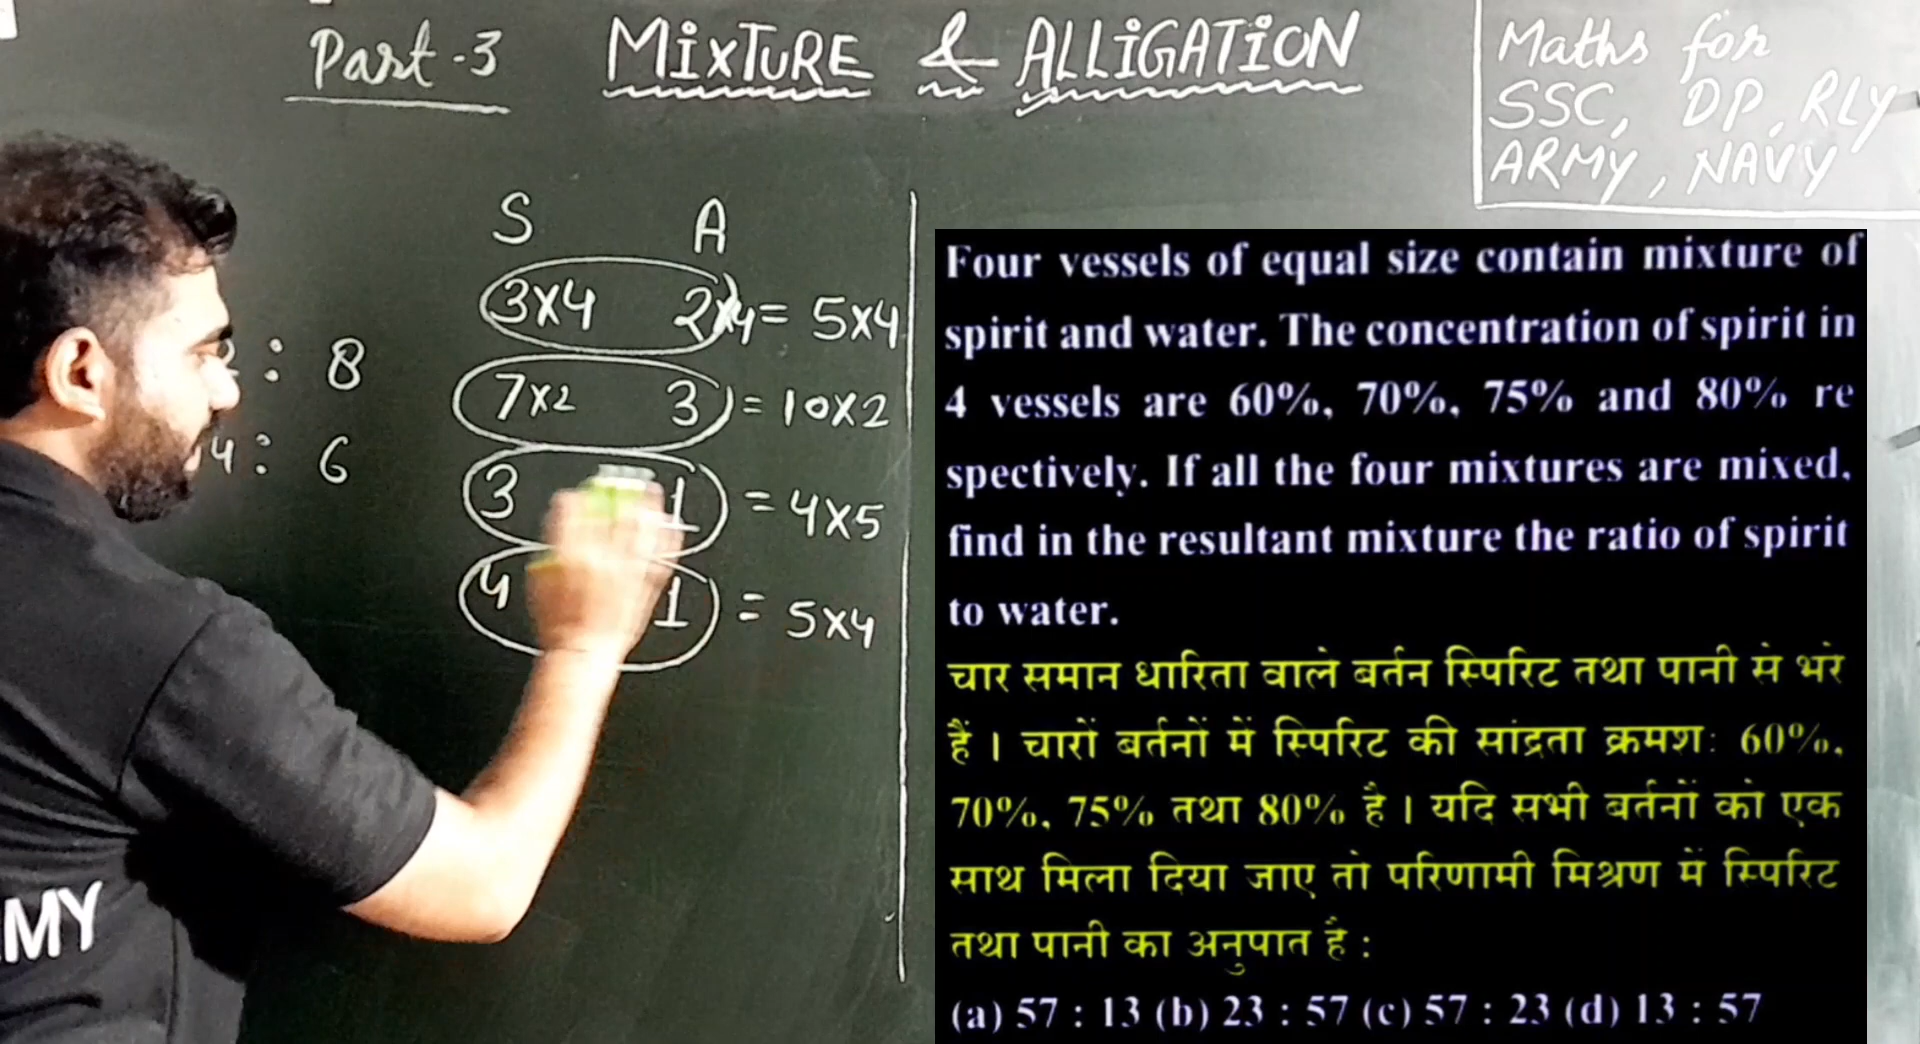 Part-3 MIXTURE & ALLIGATION
Maths for
SSC, DP, RLY
ARMY, NAVY
S A
3x4 2x4 = 5x4
7x2 3 = 10x2
3 1 = 4x5
4 1 = 5x4
: 8
4 : 6
Four vessels of equal size contain mixture of
spirit and water. The concentration of spirit in
4 vessels are 60%, 70%, 75% and 80% re
spectively. If all the four mixtures are mixed,
find in the resultant mixture the ratio of spirit
to water.
चार समान धारिता वाले बर्तन स्पिरिट तथा पानी से भरे
हैं । चारों बर्तनों में स्पिरिट की सांद्रता क्रमश: 60%,
70%, 75% तथा 80% है । यदि सभी बर्तनों को एक
साथ मिला दिया जाए तो परिणामी मिश्रण में स्पिरिट
तथा पानी का अनुपात है :
(a) 57 : 13 (b) 23 : 57 (c) 57 : 23 (d) 13 : 57
MY